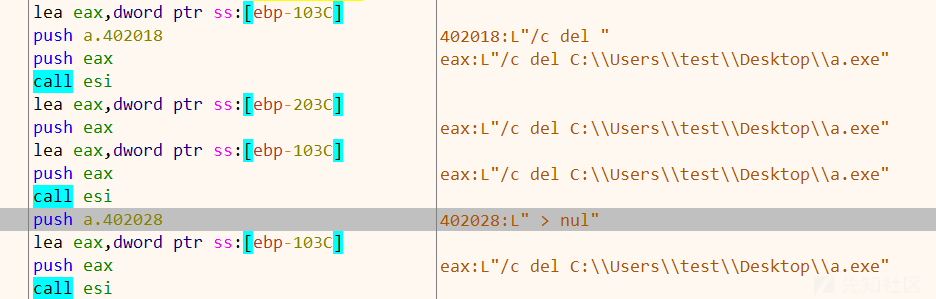 lea eax,dword ptr ss:[ebp-103C]
push a.402018 402018:L"/c del "
push eax eax:L"/c del C:\\Users\\test\\Desktop\\a.exe"
call esi
lea eax,dword ptr ss:[ebp-203C]
push eax eax:L"/c del C:\\Users\\test\\Desktop\\a.exe"
lea eax,dword ptr ss:[ebp-103C]
push eax eax:L"/c del C:\\Users\\test\\Desktop\\a.exe"
call esi
push a.402028 402028:L" > nul"
lea eax,dword ptr ss:[ebp-103C]
push eax eax:L"/c del C:\\Users\\test\\Desktop\\a.exe"
call esi
先知社区